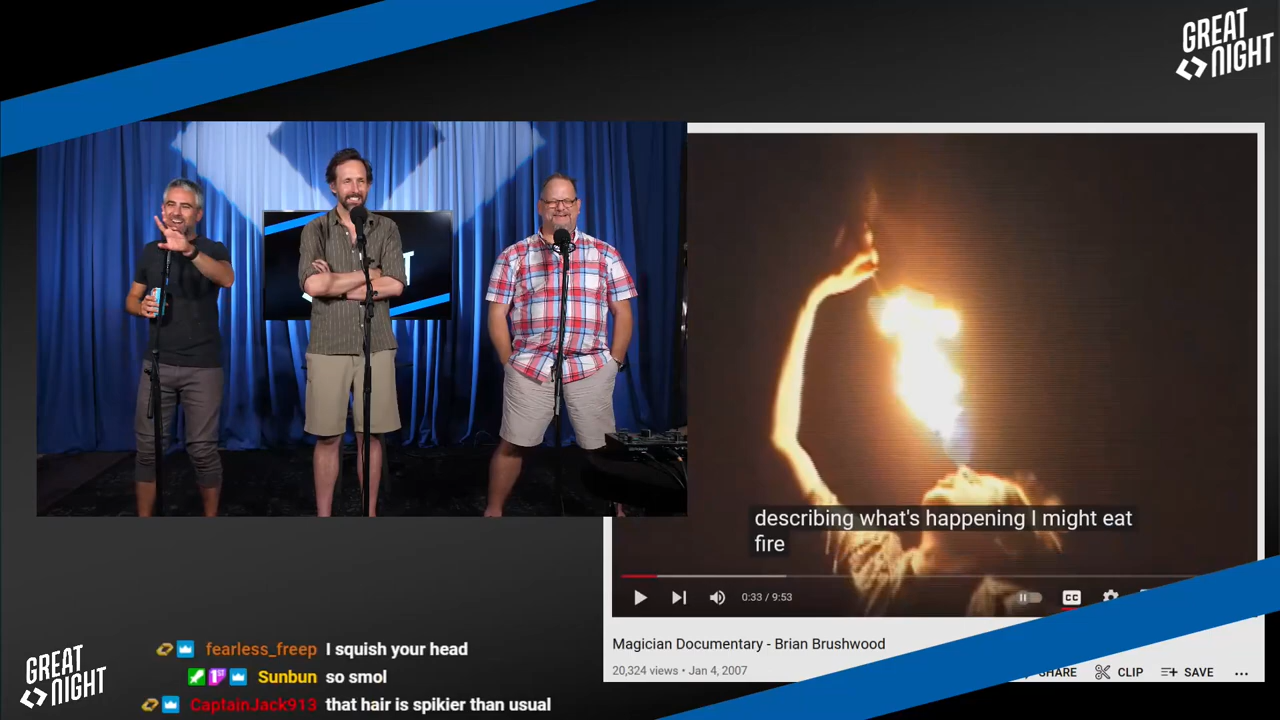 GREAT
NIGHT
describing what's happening I might eat
fire
0:33 / 9:53
CC
Magician Documentary - Brian Brushwood
20,324 views • Jan 4, 2007
SHARE
CLIP
SAVE
GREAT
NIGHT
fearless_freep I squish your head
Sunbun so smol
CaptainJack913 that hair is spikier than usual